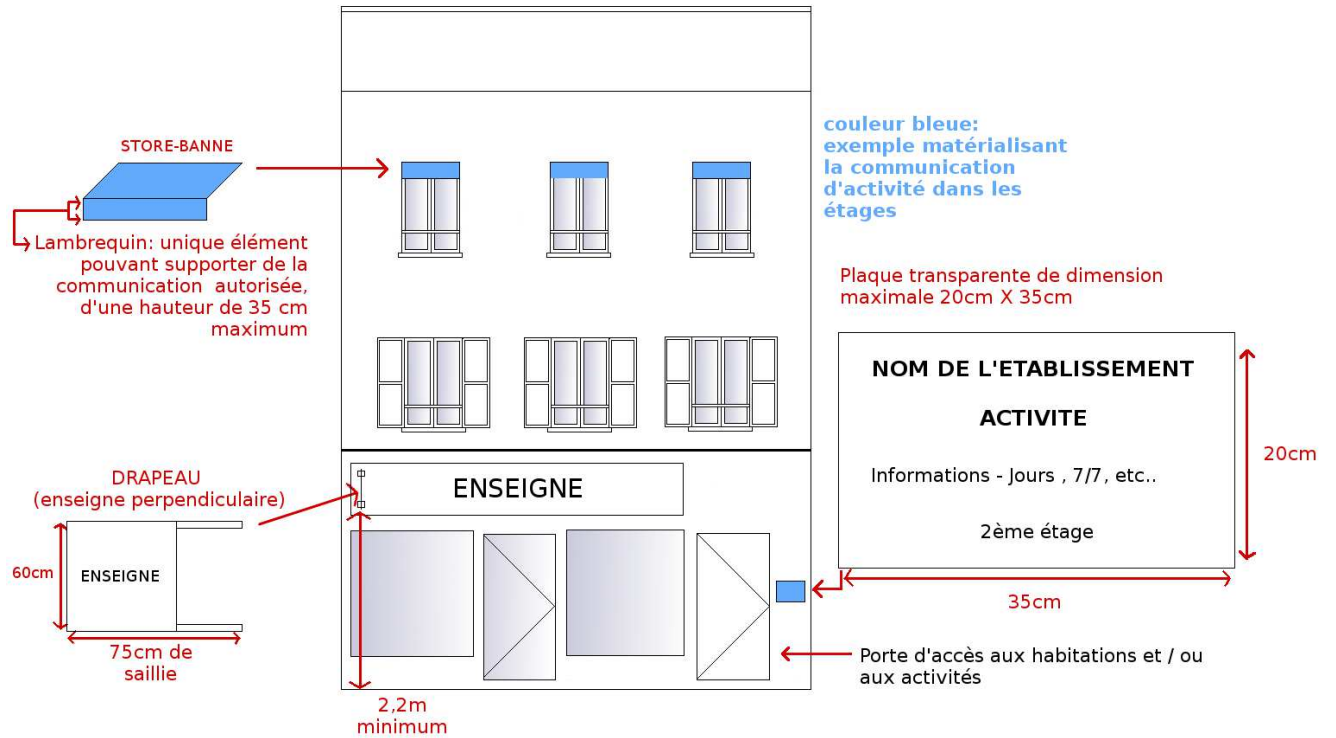 STORE-BANNE
Lambrequin: unique élément
pouvant supporter de la
communication autorisée,
d'une hauteur de 35 cm
maximum
couleur bleue:
exemple matérialisant
la communication
d'activité dans les
étages
Plaque transparente de dimension
maximale 20cm X 35cm
NOM DE L'ETABLISSEMENT
ACTIVITE
Informations - Jours , 7/7, etc..
2ème étage
20cm
35cm
DRAPEAU
(enseigne perpendiculaire)
ENSEIGNE
60cm
ENSEIGNE
75cm de
saillie
2,2m
minimum
Porte d'accès aux habitations et / ou
aux activités